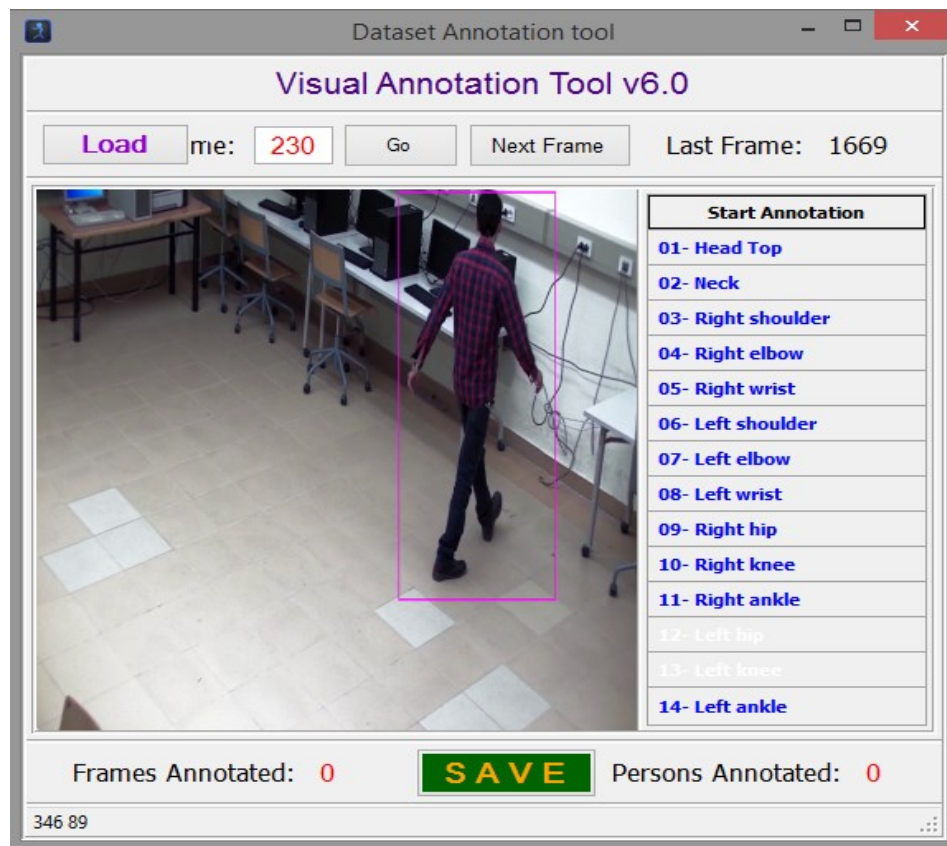 Dataset Annotation tool
Visual Annotation Tool v6.0
Load me: 230 Go Next Frame Last Frame: 1669
Start Annotation
01- Head Top
02- Neck
03- Right shoulder
04- Right elbow
05- Right wrist
06- Left shoulder
07- Left elbow
08- Left wrist
09- Right hip
10- Right knee
11- Right ankle
12- Left hip
13- Left knee
14- Left ankle
Frames Annotated: 0 SAVE Persons Annotated: 0
346 89